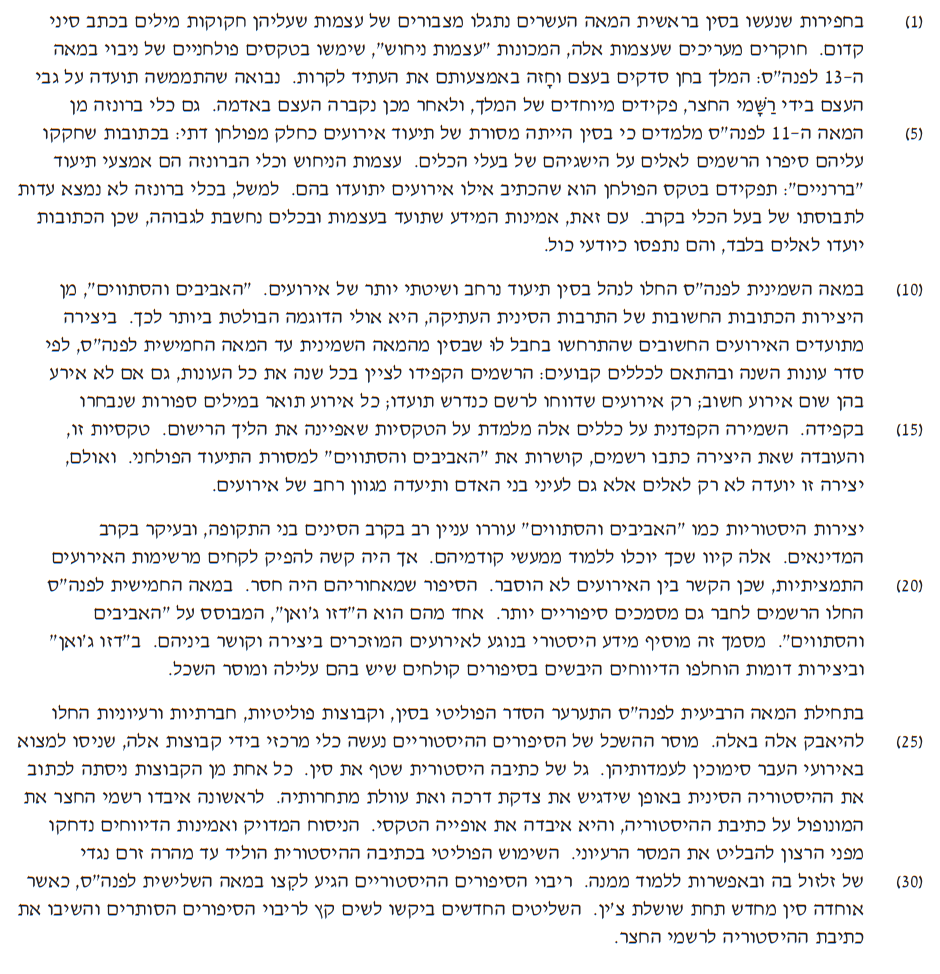 (1) בחפירות שנעשו בסין בראשית המאה העשרים נתגלו מצבורים של עצמות שעליהן חקוקות מילים בכתב סיני
קדום. חוקרים מעריכים שעצמות אלה, המכונות "עצמות ניחוש", שימשו בטקסים פולחניים של ניבוי במאה
ה-13 לפנה"ס: המלך בחן סדקים בעצם וחָזה באמצעותם את העתיד לקרות. נבואה שהתממשה תועדה על גבי
העצם בידי רַשָּׁמי החצר, פקידים מיוחדים של המלך, ולאחר מכן נקברה העצם באדמה. גם כלי ברונזה מן
(5) המאה ה-11 לפנה"ס מלמדים כי בסין הייתה מסורת של תיעוד אירועים כחלק מפולחן דתי: בכתובות שחקקו
עליהם סיפרו הרשמים לאלים על הישגיהם של בעלי הכלים. עצמות הניחוש וכלי הברונזה הם אמצעי תיעוד
"בררניים": תפקידם בטקס הפולחן הוא שהכתיב אילו אירועים יתועדו בהם. למשל, בכלי ברונזה לא נמצא עדות
לתבוסתו של בעל הכלי בקרב. עם זאת, אמינות המידע שתועד בעצמות ובכלים נחשבת לגבוהה, שכן הכתובות
יועדו לאלים בלבד, והם נתפסו כיודעי כול.
(10) במאה השמינית לפנה"ס החלו לנהל בסין תיעוד נרחב ושיטתי יותר של אירועים. "האביבים והסתווים", מן
היצירות הכתובות החשובות של התרבות הסינית העתיקה, היא אולי הדוגמה הבולטת ביותר לכך. ביצירה
מתועדים האירועים החשובים שהתרחשו בחבל לוּ שבסין מהמאה השמינית עד המאה החמישית לפנה"ס, לפי
סדר עונות השנה ובהתאם לכללים קבועים: הרשמים הקפידו לציין בכל שנה את כל העונות, גם אם לא אירע
בהן שום אירוע חשוב; רק אירועים שדווחו לרשם כנדרש תועדו; כל אירוע תואר במילים ספורות שנבחרו
(15) בקפידה. השמירה הקפדנית על כללים אלה מלמדת על הטקסיות שאפיינה את הליך הרישום. טקסיות זו,
והעובדה שאת היצירה כתבו רשמים, קושרות את "האביבים והסתווים" למסורת התיעוד הפולחני. ואולם,
יצירה זו יועדה לא רק לאלים אלא גם לעיני בני האדם ותיעדה מגוון רחב של אירועים.
יצירות היסטוריות כמו "האביבים והסתווים" עוררו עניין רב בקרב הסינים בני התקופה, ובעיקר בקרב
המדינאים. אלה קיוו שכך יוכלו ללמוד ממעשי קודמיהם. אך היה קשה להפיק לקחים מרשימות האירועים
(20) התמציתיות, שכן הקשר בין האירועים לא הוסבר. הסיפור שמאחוריהם היה חסר. במאה החמישית לפנה"ס
החלו הרשמים לחבר גם מסמכים סיפוריים יותר. אחד מהם הוא ה"דזו ג'ואן", המבוסס על "האביבים
והסתווים". מסמך זה מוסיף מידע היסטורי בנוגע לאירועים המוזכרים ביצירה וקושר ביניהם. ב"דזו ג'ואן"
וביצירות דומות הוחלפו הדיווחים היבשים בסיפורים קולחים שיש בהם עלילה ומוסר השכל.
בתחילת המאה הרביעית לפנה"ס התערער הסדר הפוליטי בסין, וקבוצות פוליטיות, חברתיות ורעיוניות החלו
(25) להיאבק אלה באלה. מוסר ההשכל של הסיפורים ההיסטוריים נעשה כלי מרכזי בידי קבוצות אלה, שניסו למצוא
באירועי העבר סימוכין לעמדותיהן. גל של כתיבה היסטורית שטף את סין. כל אחת מן הקבוצות ניסתה לכתוב
את ההיסטוריה הסינית באופן שידגיש את צדקת דרכה ואת עוולת מתחרותיה. לראשונה איבדו רשמי החצר את
המונופול על כתיבת ההיסטוריה, והיא איבדה את אופייה הטקסי. הניסוח המדויק ואמינות הדיווחים נדחקו
מפני הרצון להבליט את המסר הרעיוני. השימוש הפוליטי בכתיבה ההיסטורית הוליד עד מהרה זרם נגדי
(30) של זלזול בה ובאפשרות ללמוד ממנה. ריבוי הסיפורים ההיסטוריים הגיע לקִצו במאה השלישית לפנה"ס, כאשר
אוחדה סין מחדש תחת שושלת צ'ין. השליטים החדשים ביקשו לשים קץ לריבוי הסיפורים הסותרים והשיבו את
כתיבת ההיסטוריה לרשמי החצר.